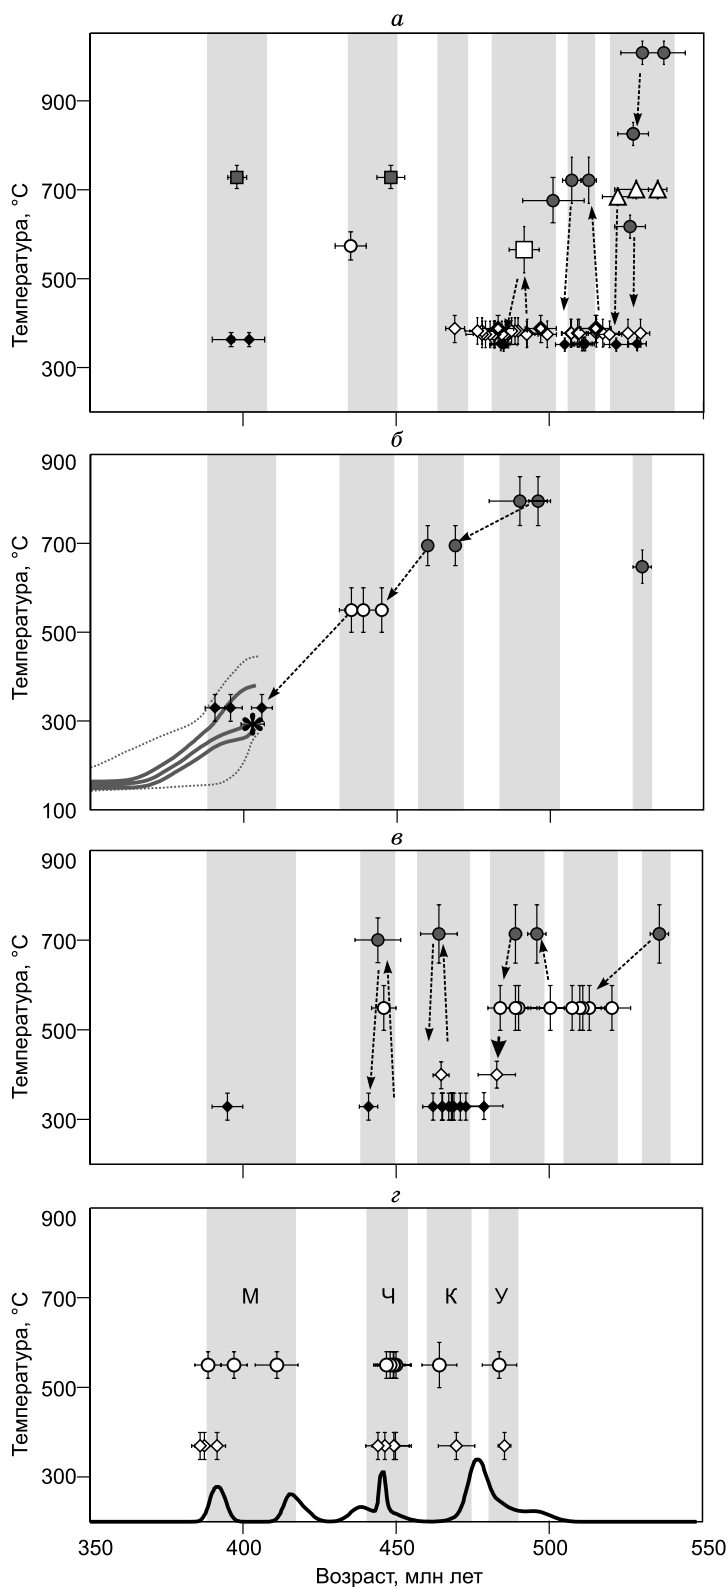 а
900
700
500
300
Температура, °C
б
900
700
500
300
100
Температура, °C
в
900
700
500
300
Температура, °C
г
900
700
500
300
Температура, °C
М Ч К У
350 400 450 500 550
Возраст, млн лет